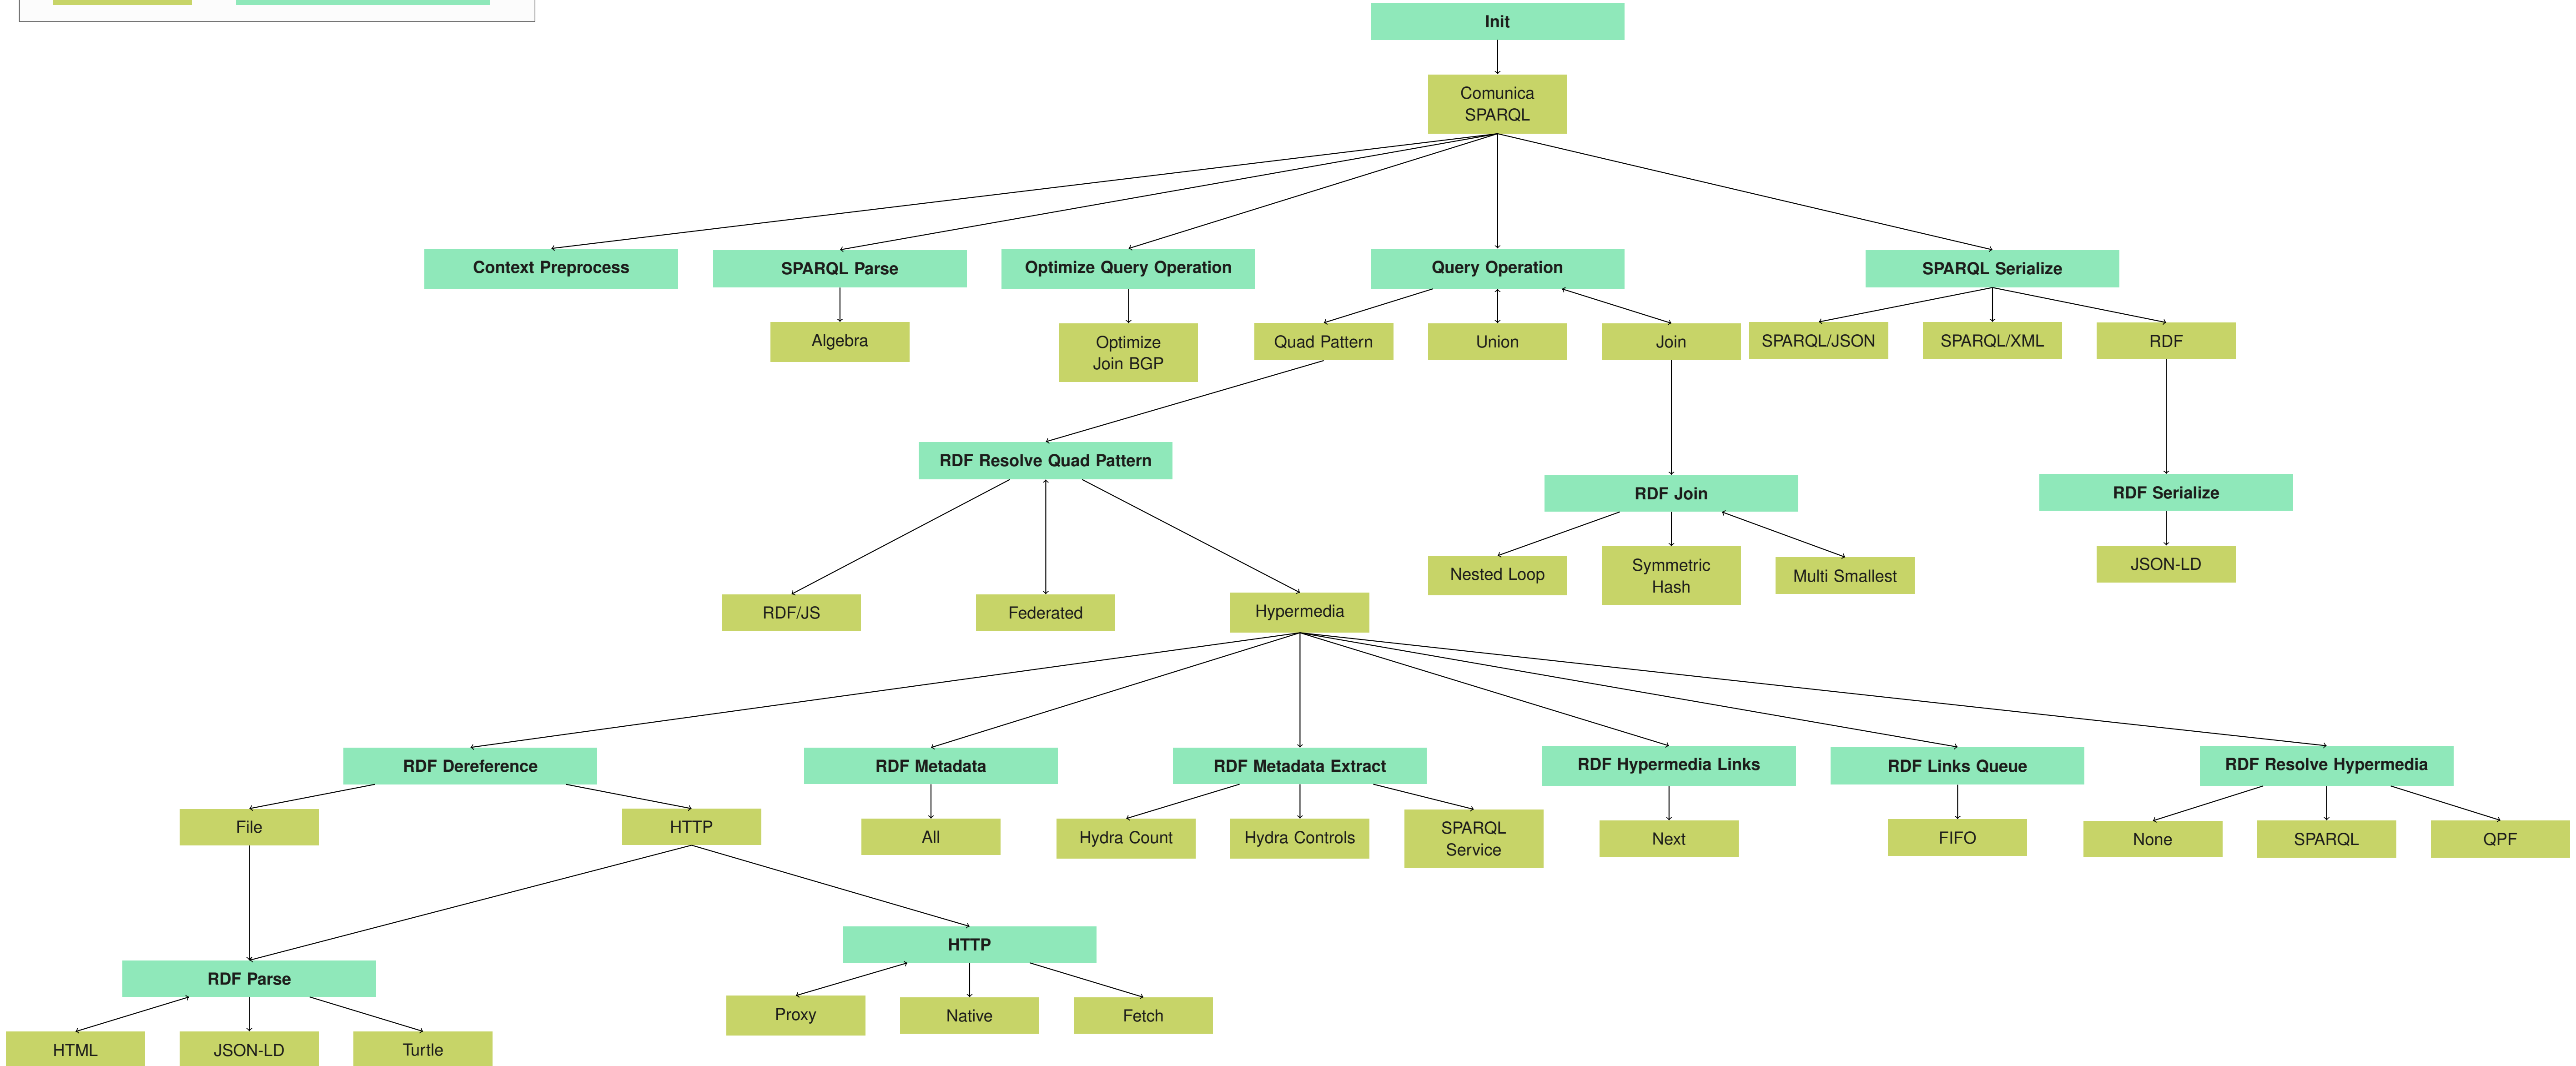 Init
Comunica
SPARQL
Context Preprocess
SPARQL Parse
Optimize Query Operation
Query Operation
SPARQL Serialize
Algebra
Optimize
Join BGP
Quad Pattern
Union
Join
SPARQL/JSON
SPARQL/XML
RDF
RDF Resolve Quad Pattern
RDF Join
RDF Serialize
Nested Loop
Symmetric
Hash
Multi Smallest
JSON-LD
RDF/JS
Federated
Hypermedia
RDF Dereference
RDF Metadata
RDF Metadata Extract
RDF Hypermedia Links
RDF Links Queue
RDF Resolve Hypermedia
File
HTTP
All
Hydra Count
Hydra Controls
SPARQL
Service
Next
FIFO
None
SPARQL
QPF
HTTP
RDF Parse
Proxy
Native
Fetch
HTML
JSON-LD
Turtle